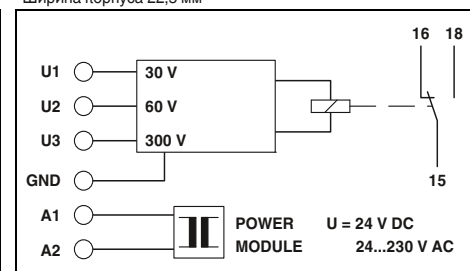 Ширина корпуса 22,5 мм
16 18
U1 30 V
U2 60 V
U3 300 V
GND
15
A1
POWER U = 24 V DC
A2 MODULE 24...230 V AC